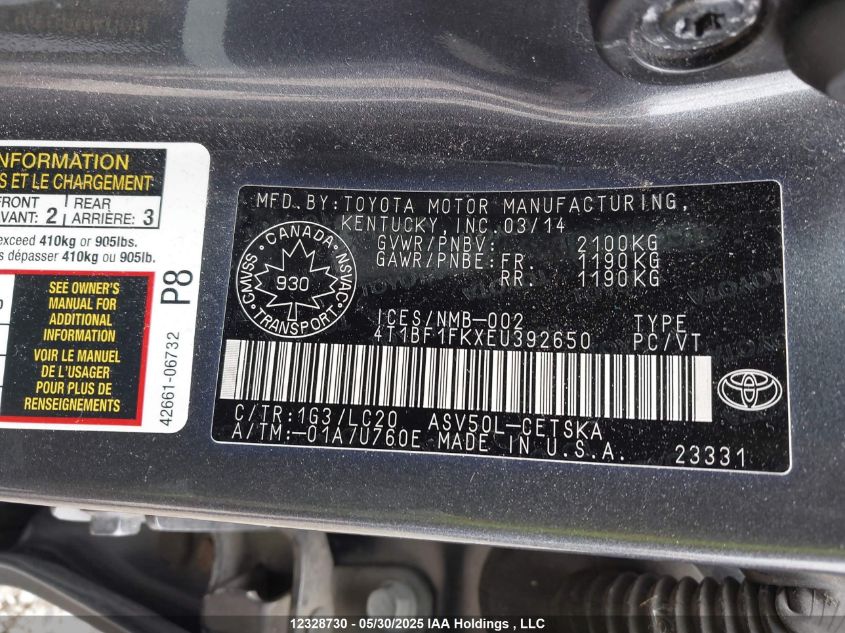 NFORMATION
S ET LE CHARGEMENT
FRONT
VANT: 2
REAR
ARRIÈRE: 3
exceed 410kg or 905lbs.
s dépasser 410kg ou 905lb.
SEE OWNER'S
MANUAL FOR
ADDITIONAL
INFORMATION
VOIR LE MANUEL
DE L'USAGER
POUR PLUS DE
RENSEIGNEMENTS
P8
42661-06732
MFD. BY: TOYOTA MOTOR MANUFACTURING,
KENTUCKY, INC. 03/14
GVWR/PNBV: 2100KG
GAWR/PNBE: FR 1190KG
RR. 1190KG
CANADA
CMVSS NSVAC
930
TRANSPORT
ICES/NMB-002 TYPE
4T1BF1FKXEU392650 PC/VT
C/TR: 1G3/LC20 ASV50L-CETSKA
A/TM: -01A/U760E MADE IN U.S.A.
23331
TOYOTA
12328730 - 05/30/2025 IAA Holdings , LLC